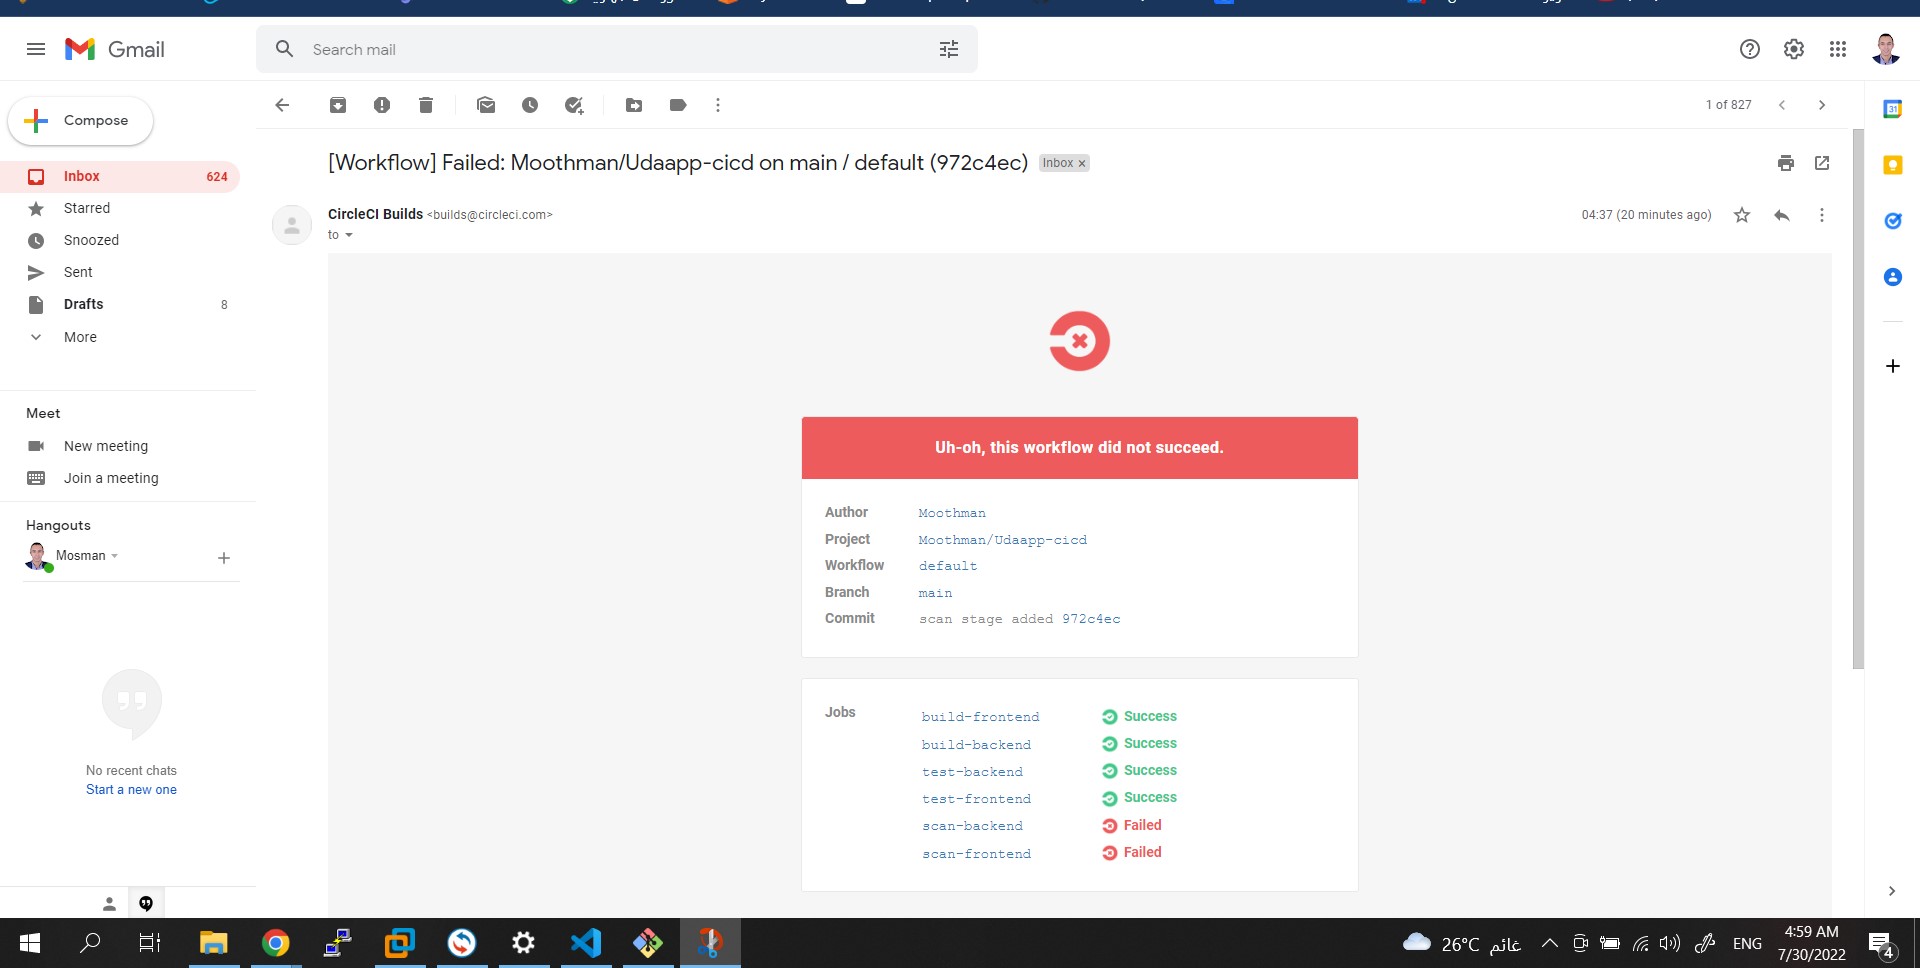 Gmail
Search mail
Compose
1 of 827
Inbox 624
Starred
Snoozed
Sent
Drafts 8
More
Meet
New meeting
Join a meeting
Hangouts
Mosman
No recent chats
Start a new one
[Workflow] Failed: Moothman/Udaapp-cicd on main / default (972c4ec) Inbox x
CircleCI Builds <builds@circleci.com>
04:37 (20 minutes ago)
to
Uh-oh, this workflow did not succeed.
Author Moothman
Project Moothman/Udaapp-cicd
Workflow default
Branch main
Commit scan stage added 972c4ec
Jobs
build-frontend Success
build-backend Success
test-backend Success
test-frontend Success
scan-backend Failed
scan-frontend Failed
31
26°C غائم
ENG
4:59 AM
7/30/2022
4